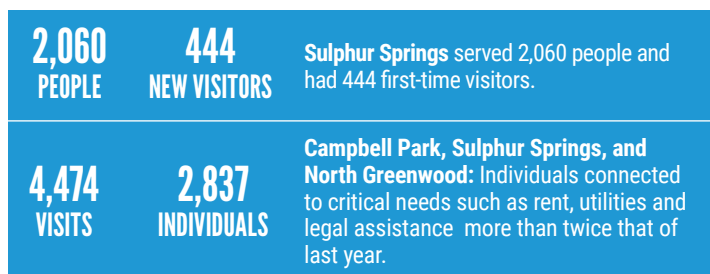 2,060
PEOPLE
444
NEW VISITORS
Sulphur Springs served 2,060 people and
had 444 first-time visitors.
4,474
VISITS
2,837
INDIVIDUALS
Campbell Park, Sulphur Springs, and
North Greenwood: Individuals connected
to critical needs such as rent, utilities and
legal assistance  more than twice that of
last year.